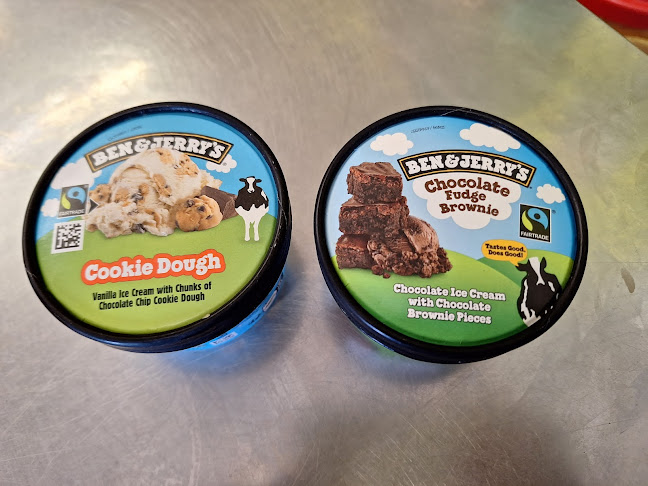 BEN & JERRY'S
FAIRTRADE
Cookie Dough
Vanilla Ice Cream with Chunks of
Chocolate Chip Cookie Dough
BEN & JERRY'S
Chocolate
Fudge
Brownie
FAIRTRADE
Tastes Good,
Does Good!
Chocolate Ice Cream
with Chocolate
Brownie Pieces